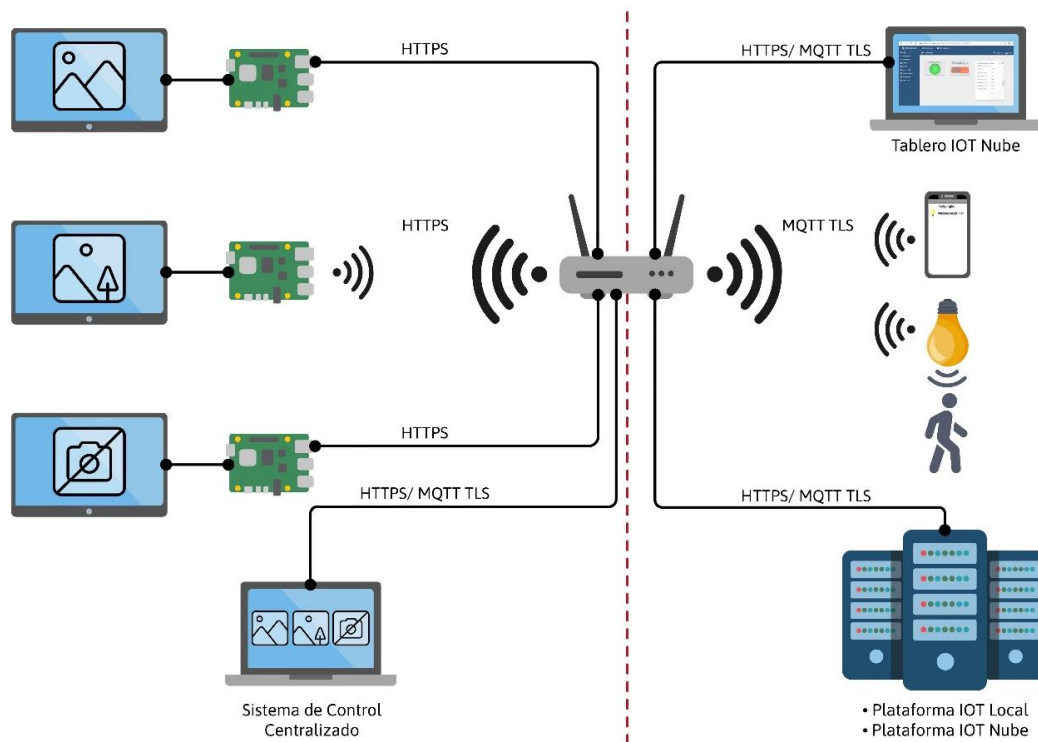 HTTPS
HTTPS/ MQTT TLS
Tablero IOT Nube
HTTPS
MQTT TLS
HTTPS
HTTPS/ MQTT TLS
HTTPS/ MQTT TLS
Sistema de Control
Centralizado
• Plataforma IOT Local
• Plataforma IOT Nube